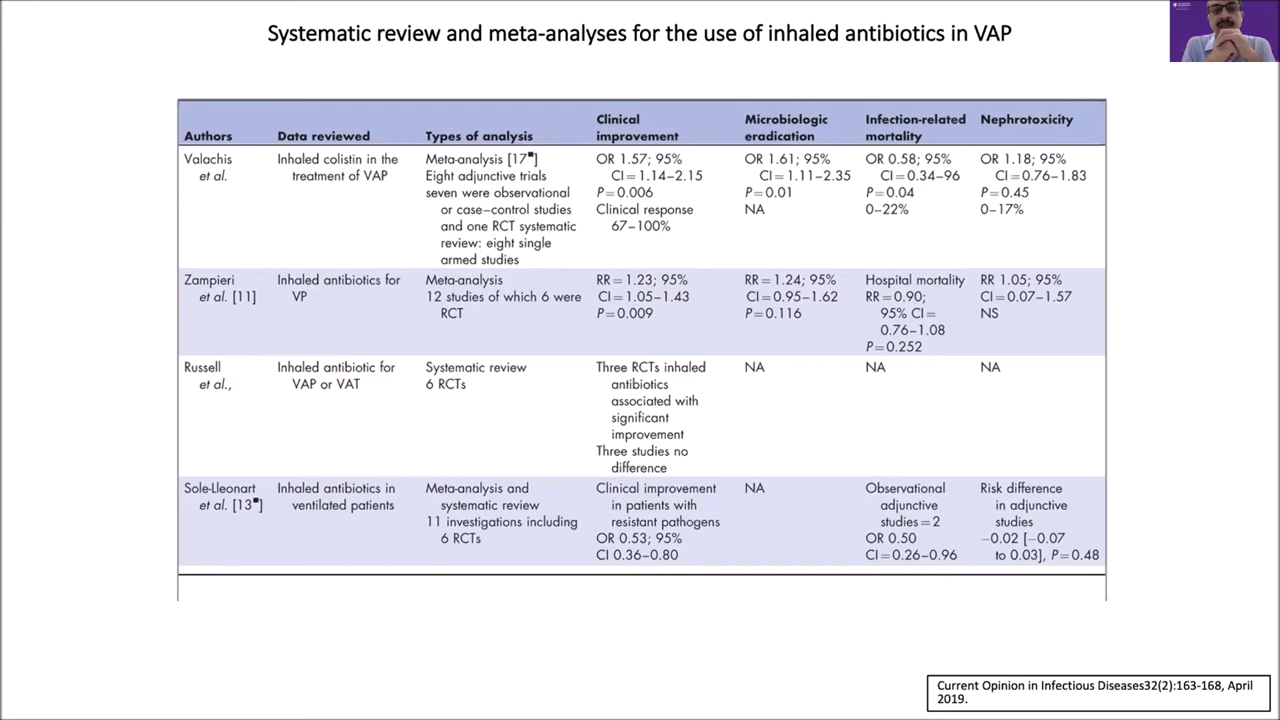 Systematic review and meta-analyses for the use of inhaled antibiotics in VAP
Authors
Data reviewed
Types of analysis
Clinical
improvement
Microbiologic
eradication
Infection-related
mortality
Nephrotoxicity
Valachis
et al.
Inhaled colistin in the
treatment of VAP
Meta-analysis [17■]
Eight adjunctive trials
seven were observational
or case–control studies
and one RCT systematic
review: eight single
armed studies
OR 1.57; 95%
CI = 1.14–2.15
P = 0.006
Clinical response
67–100%
OR 1.61; 95%
CI = 1.11–2.35
P = 0.01
NA
OR 0.58; 95%
CI = 0.34–96
P = 0.04
0–22%
OR 1.18; 95%
CI = 0.76–1.83
P = 0.45
0–17%
Zampieri
et al. [11]
Inhaled antibiotics for
VP
Meta-analysis
12 studies of which 6 were
RCT
RR = 1.23; 95%
CI = 1.05–1.43
P = 0.009
RR = 1.24; 95%
CI = 0.95–1.62
P = 0.116
Hospital mortality
RR = 0.90;
95% CI =
0.76–1.08
P = 0.252
RR 1.05; 95%
CI = 0.07–1.57
NS
Russell
et al.,
Inhaled antibiotic for
VAP or VAT
Systematic review
6 RCTs
Three RCTs inhaled
antibiotics
associated with
significant
improvement
Three studies no
difference
NA
NA
NA
Sole-Lleonart
et al. [13■]
Inhaled antibiotics in
ventilated patients
Meta-analysis and
systematic review
11 investigations including
6 RCTs
Clinical improvement
in patients with
resistant pathogens
OR 0.53; 95%
CI 0.36–0.80
NA
Observational
adjunctive
studies = 2
OR 0.50
CI = 0.26–0.96
Risk difference
in adjunctive
studies
−0.02 [−0.07
to 0.03], P = 0.48
Current Opinion in Infectious Diseases32(2):163-168, April
2019.